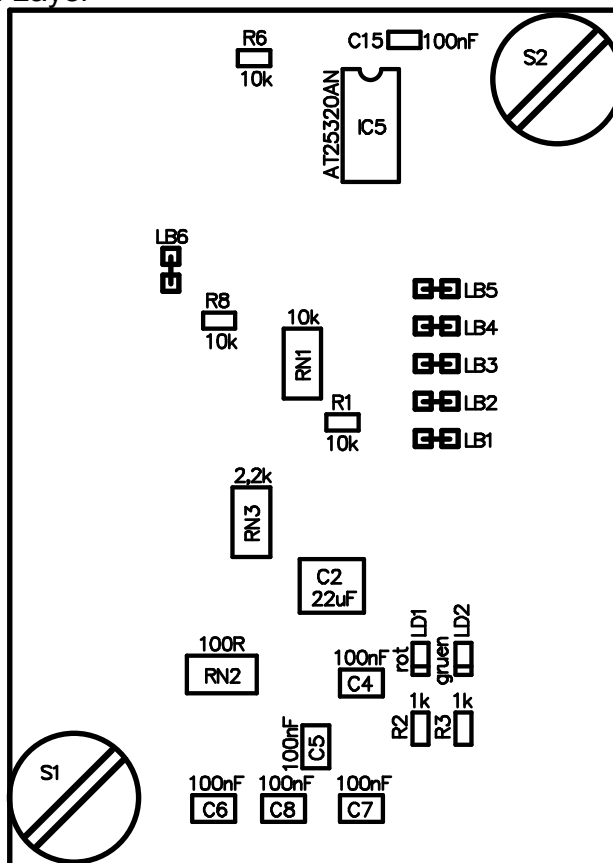 Layer
R6
10k
C15
100nF
AT25320AN
IC5
S2
LB6
R8
10k
10k
RN1
R1
10k
LB5
LB4
LB3
LB2
LB1
2,2k
RN3
C2
22uF
100R
RN2
100nF
C4
rot
LD1
gruen
LD2
1k
R2
1k
R3
100nF
C5
S1
100nF
C6
100nF
C8
100nF
C7